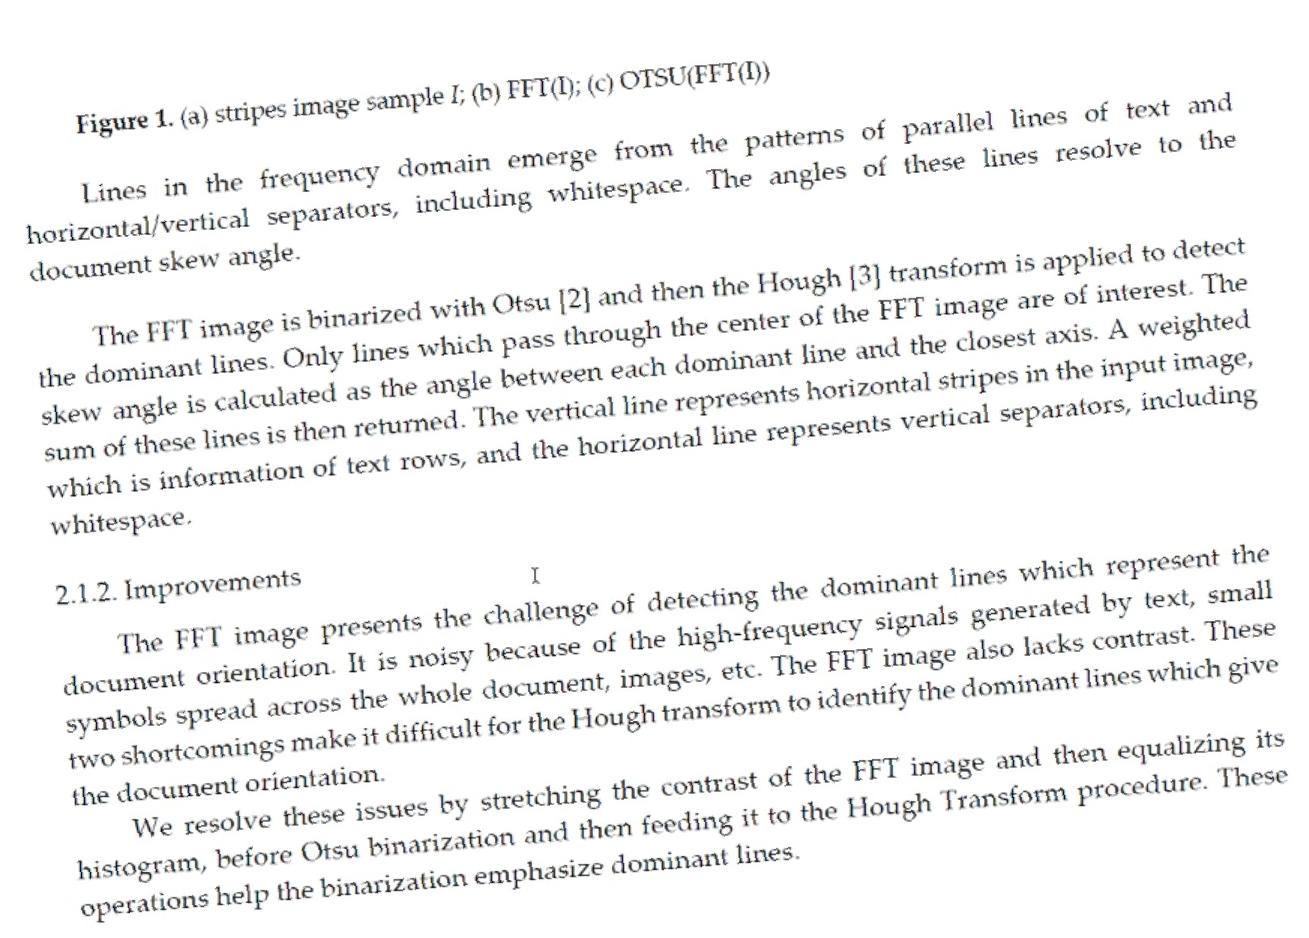 Figure 1. (a) stripes image sample I; (b) FFT(I); (c) OTSU(FFT(I))
Lines in the frequency domain emerge from the patterns of parallel lines of text and
horizontal/vertical separators, including whitespace. The angles of these lines resolve to the
document skew angle.
The FFT image is binarized with Otsu [2] and then the Hough [3] transform is applied to detect
the dominant lines. Only lines which pass through the center of the FFT image are of interest. The
skew angle is calculated as the angle between each dominant line and the closest axis. A weighted
sum of these lines is then returned. The vertical line represents horizontal stripes in the input image,
which is information of text rows, and the horizontal line represents vertical separators, including
whitespace.
2.1.2. Improvements
The FFT image presents the challenge of detecting the dominant lines which represent the
document orientation. It is noisy because of the high-frequency signals generated by text, small
symbols spread across the whole document, images, etc. The FFT image also lacks contrast. These
two shortcomings make it difficult for the Hough transform to identify the dominant lines which give
the document orientation.
We resolve these issues by stretching the contrast of the FFT image and then equalizing its
histogram, before Otsu binarization and then feeding it to the Hough Transform procedure. These
operations help the binarization emphasize dominant lines.